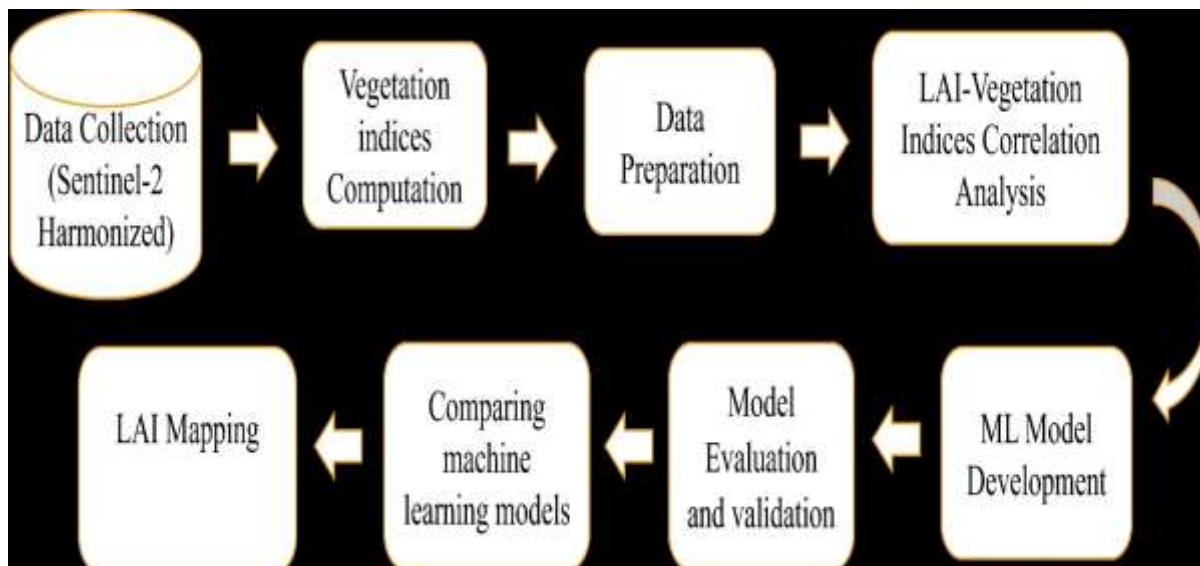 Data Collection
(Sentinel-2
Harmonized)
Vegetation
indices
Computation
Data
Preparation
LAI-Vegetation
Indices Correlation
Analysis
ML Model
Development
Model
Evaluation
and validation
Comparing
machine
learning models
LAI Mapping